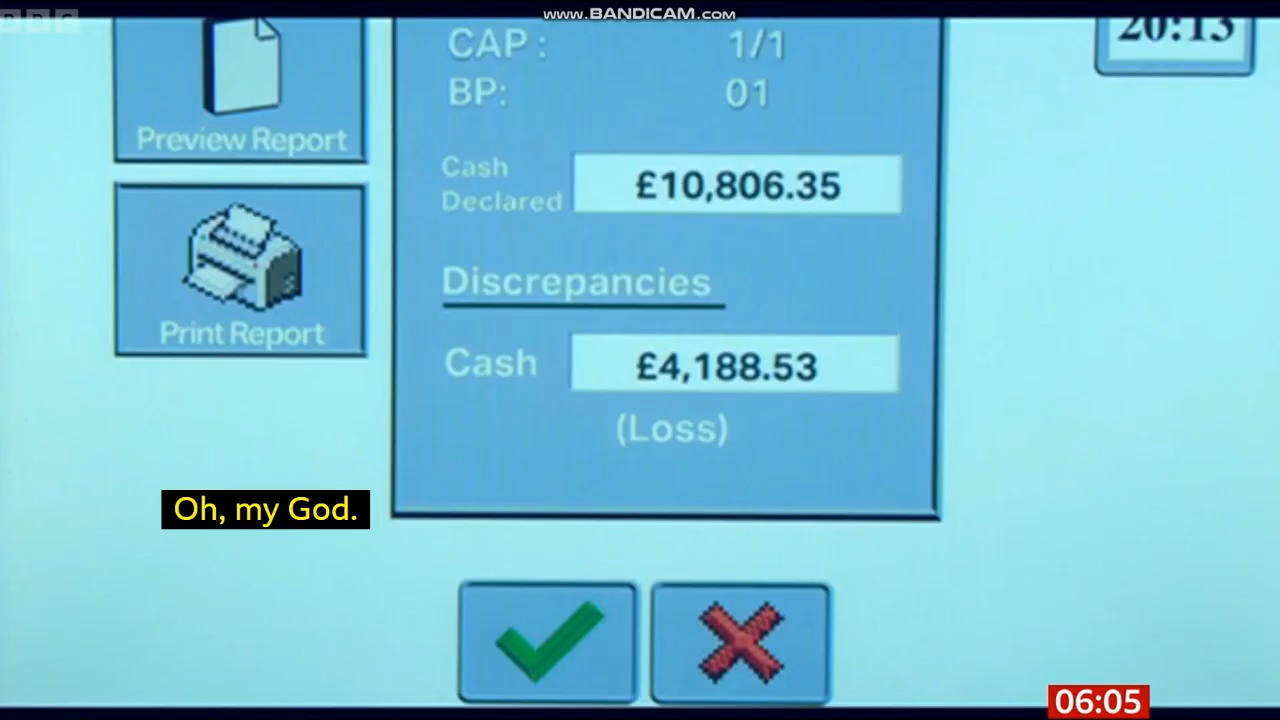 BBC
www.BANDICAM.com
CAP : 1/1
20:13
BP: 01
Preview Report
Cash
Declared
£10,806.35
Print Report
Discrepancies
Cash £4,188.53
(Loss)
Oh, my God.
06:05